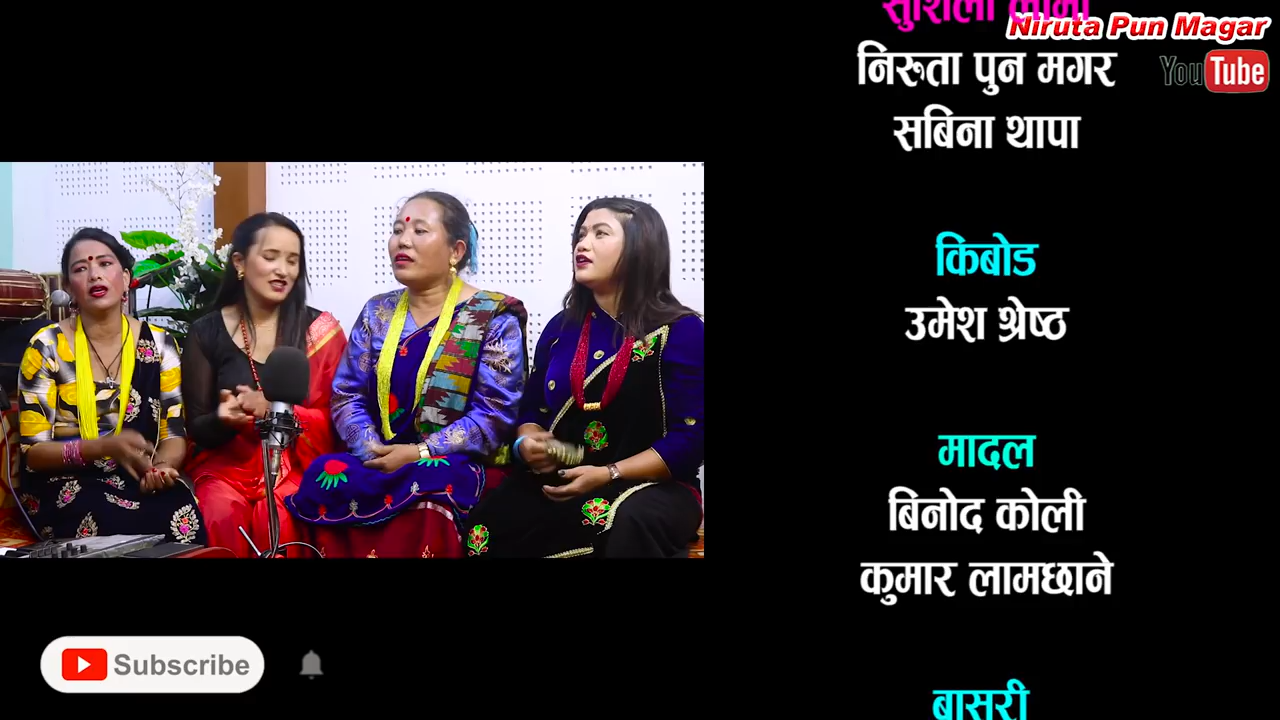 सुशिला लामा
Niruta Pun Magar
निरुता पुन मगर
YouTube
सबिना थापा
किबोड
उमेश श्रेष्ठ
मादल
बिनोद कोली
कुमार लामछाने
Subscribe
बासरी